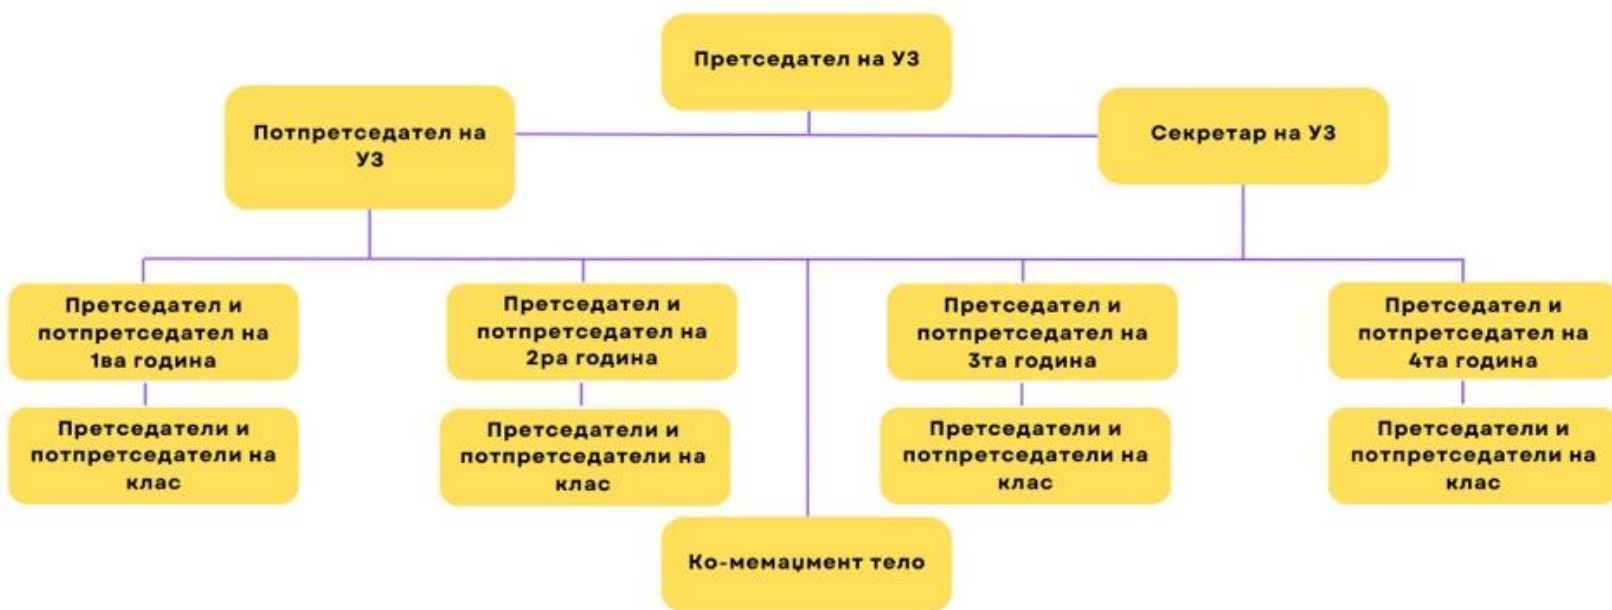 Претседател на УЗ
Потпретседател на
УЗ
Секретар на УЗ
Претседател и
потпретседател на
1ва година
Претседател и
потпретседател на
2ра година
Претседател и
потпретседател на
3та година
Претседател и
потпретседател на
4та година
Претседатели и
потпретседатели на
клас
Претседатели и
потпретседатели на
клас
Претседатели и
потпретседатели на
клас
Претседатели и
потпретседатели на
клас
Ко-мемаџмент тело